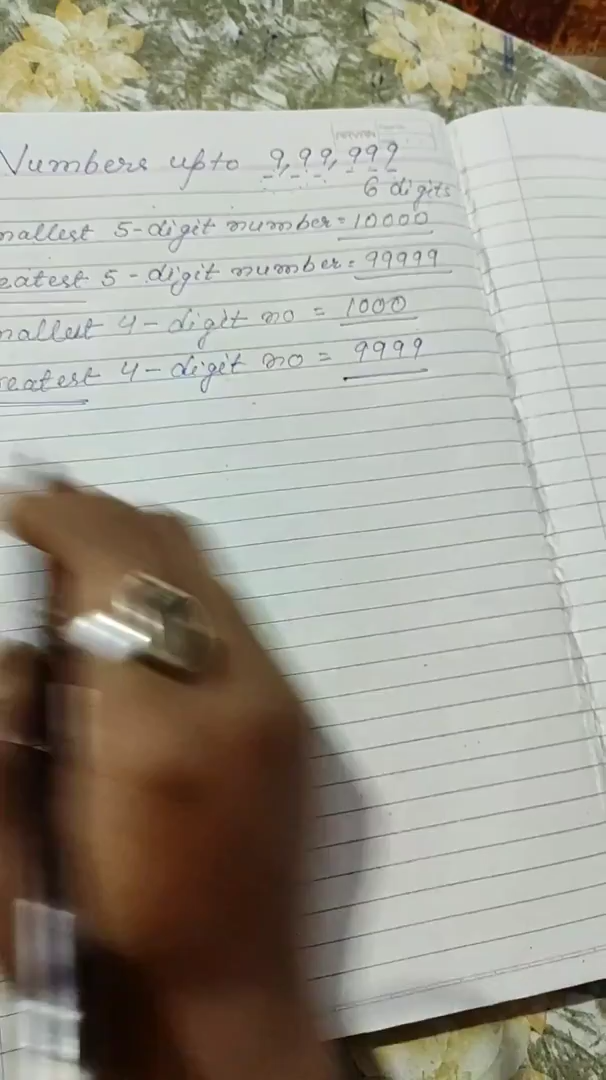 Numbers upto 9,99,999
6 digits
mallest 5-digit number = 10000
eatest 5-digit number = 99999
mallest 4-digit no = 1000
reatest 4-digit no = 9999